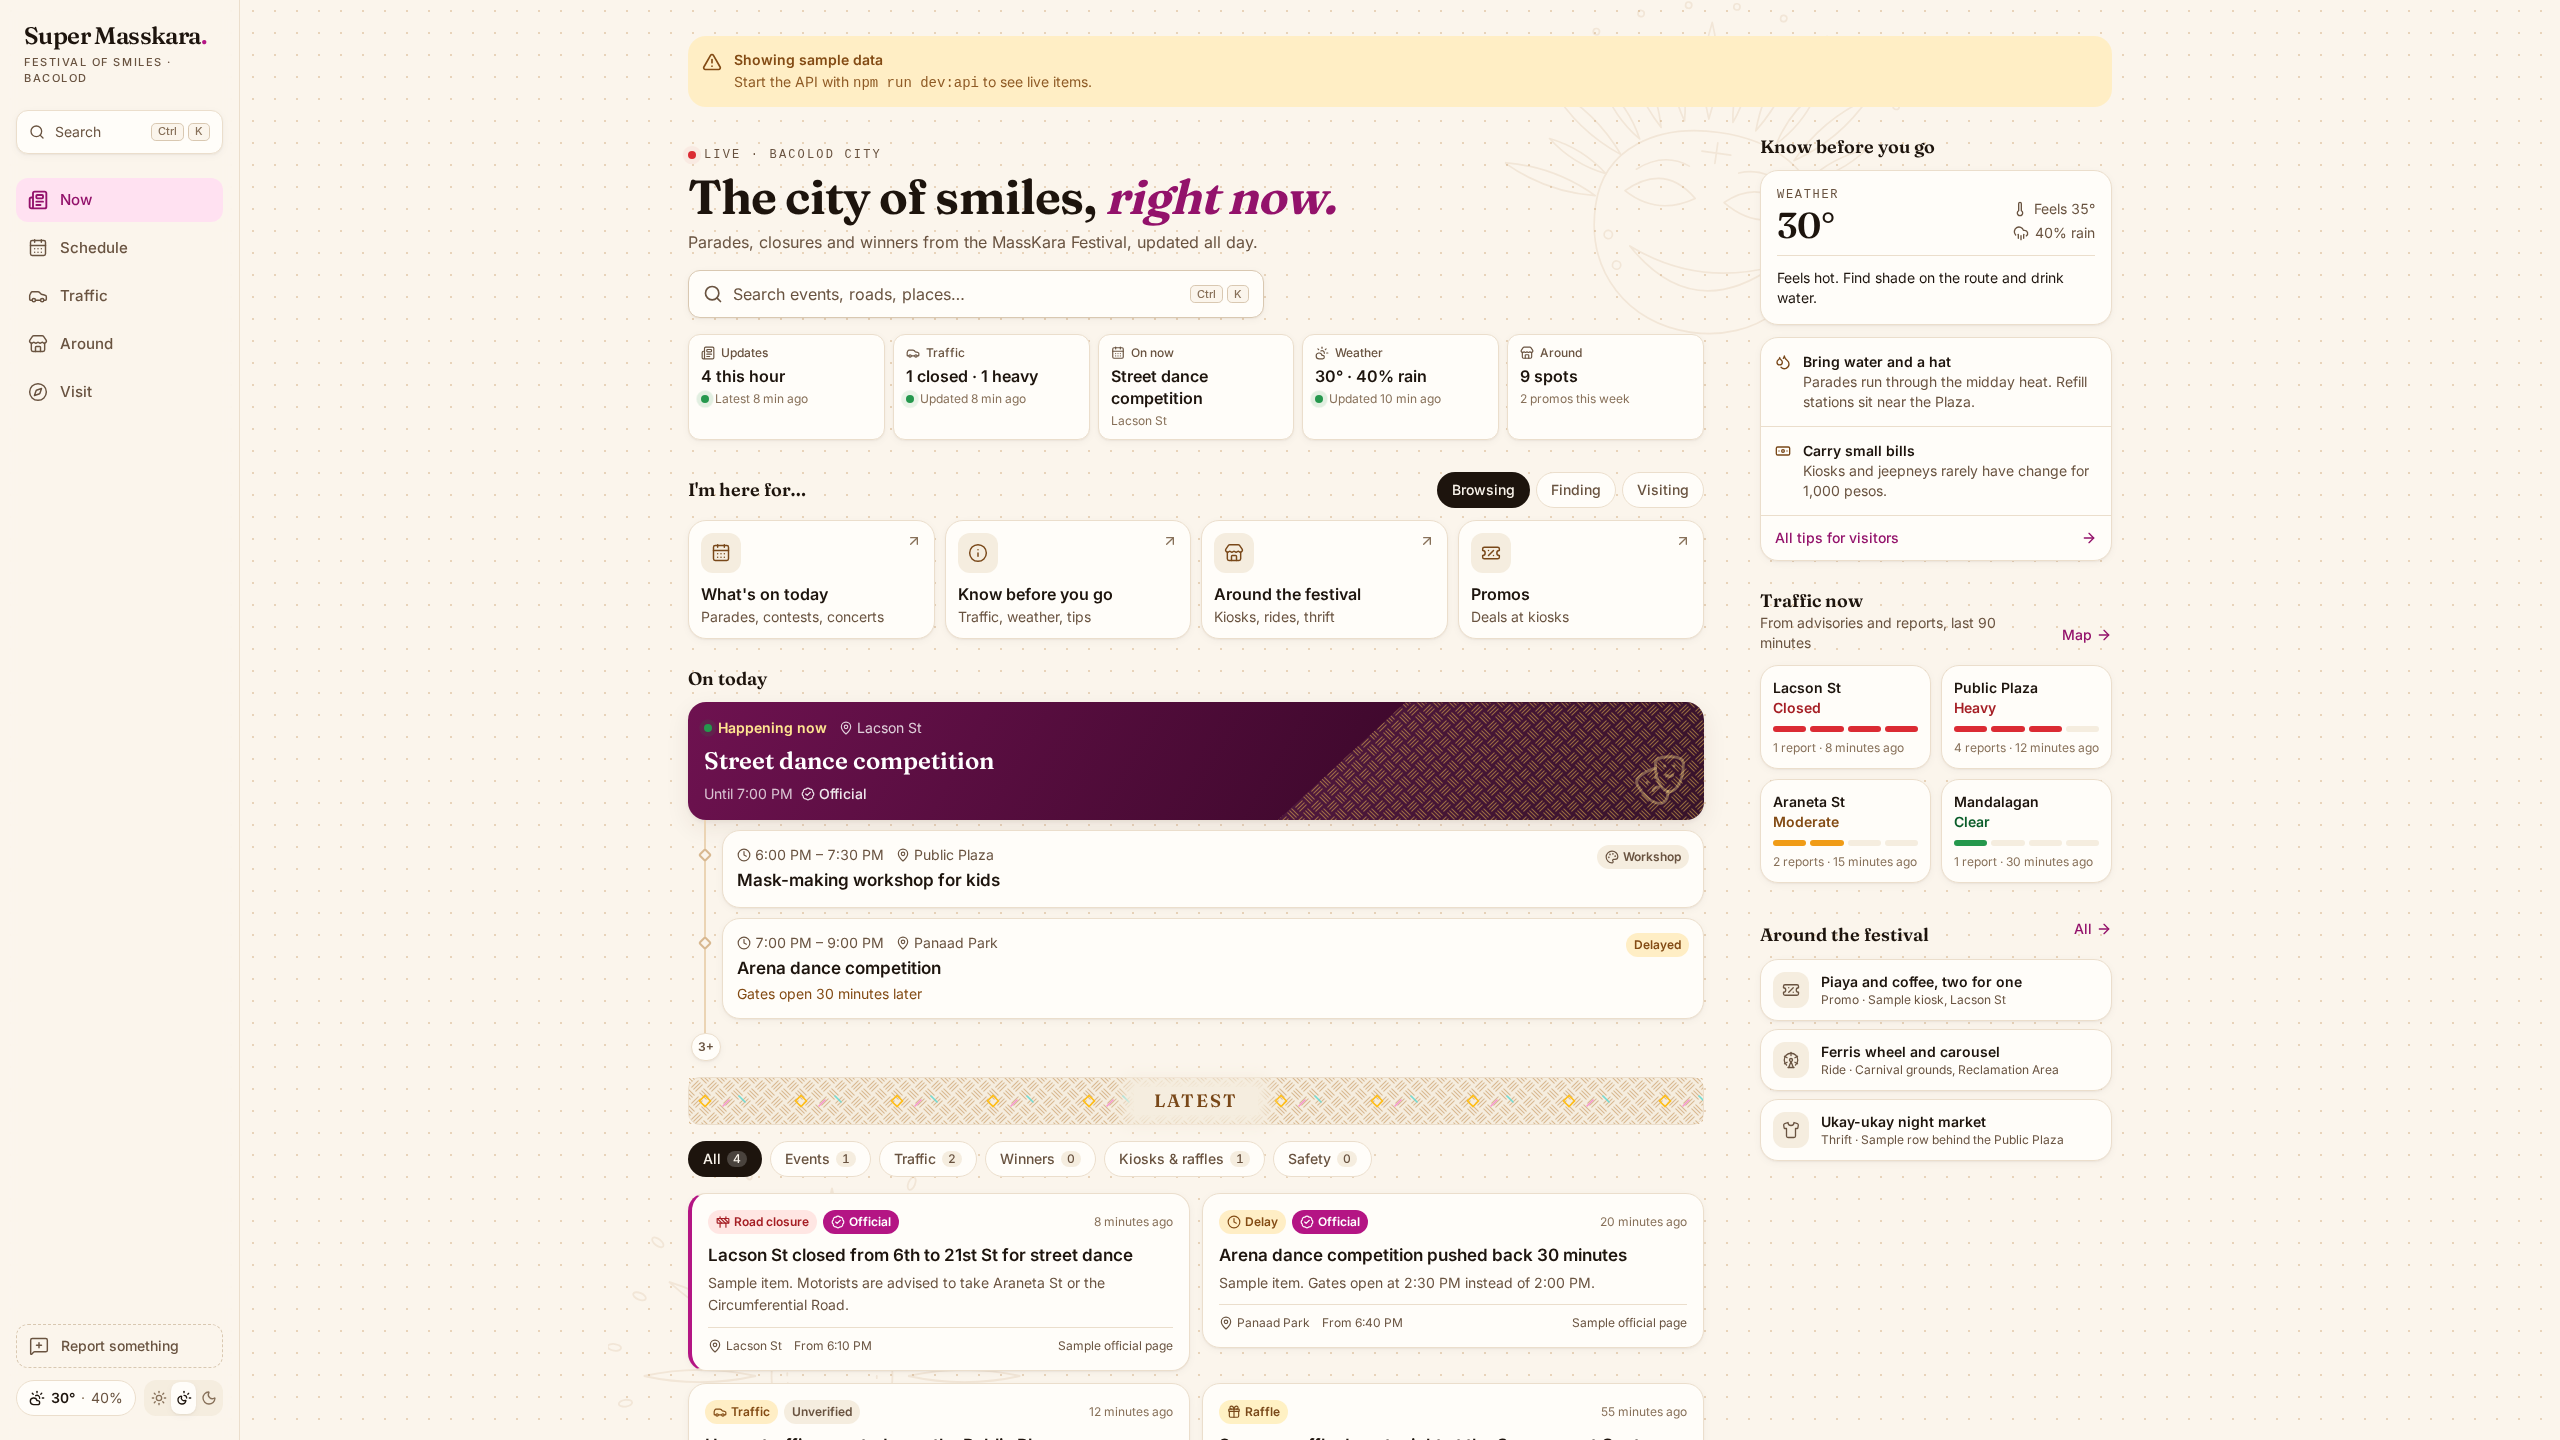 Super Masskara.
FESTIVAL OF SMILES ·
BACOLOD
Search Ctrl K
Now
Schedule
Traffic
Around
Visit
Report something
30° · 40%
Showing sample data
Start the API with npm run dev:api to see live items.
LIVE · BACOLOD CITY
The city of smiles, right now.
Parades, closures and winners from the MassKara Festival, updated all day.
Search events, roads, places... Ctrl K
Updates
4 this hour
Latest 8 min ago
Traffic
1 closed · 1 heavy
Updated 8 min ago
On now
Street dance
competition
Lacson St
Weather
30° · 40% rain
Updated 10 min ago
Around
9 spots
2 promos this week
I'm here for...
Browsing Finding Visiting
What's on today
Parades, contests, concerts
Know before you go
Traffic, weather, tips
Around the festival
Kiosks, rides, thrift
Promos
Deals at kiosks
On today
Happening now Lacson St
Street dance competition
Until 7:00 PM Official
6:00 PM – 7:30 PM Public Plaza Workshop
Mask-making workshop for kids
7:00 PM – 9:00 PM Panaad Park Delayed
Arena dance competition
Gates open 30 minutes later
3+
LATEST
All 4 Events 1 Traffic 2 Winners 0 Kiosks & raffles 1 Safety 0
Road closure Official 8 minutes ago
Lacson St closed from 6th to 21st St for street dance
Sample item. Motorists are advised to take Araneta St or the
Circumferential Road.
Lacson St From 6:10 PM Sample official page
Delay Official 20 minutes ago
Arena dance competition pushed back 30 minutes
Sample item. Gates open at 2:30 PM instead of 2:00 PM.
Panaad Park From 6:40 PM Sample official page
Traffic Unverified 12 minutes ago
Raffle 55 minutes ago
Know before you go
WEATHER
30°
Feels 35°
40% rain
Feels hot. Find shade on the route and drink
water.
Bring water and a hat
Parades run through the midday heat. Refill
stations sit near the Plaza.
Carry small bills
Kiosks and jeepneys rarely have change for
1,000 pesos.
All tips for visitors
Traffic now
From advisories and reports, last 90
minutes
Map
Lacson St
Closed
1 report · 8 minutes ago
Public Plaza
Heavy
4 reports · 12 minutes ago
Araneta St
Moderate
2 reports · 15 minutes ago
Mandalagan
Clear
1 report · 30 minutes ago
Around the festival All
Piaya and coffee, two for one
Promo · Sample kiosk, Lacson St
Ferris wheel and carousel
Ride · Carnival grounds, Reclamation Area
Ukay-ukay night market
Thrift · Sample row behind the Public Plaza